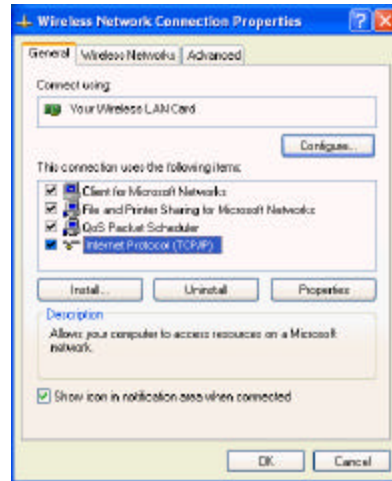 Wireless Network Connection Properties
General Wireless Networks Advanced
Connect using:
Your Wireless LAN Card
Configure...
This connection uses the following items:
Client for Microsoft Networks
File and Printer Sharing for Microsoft Networks
QoS Packet Scheduler
Internet Protocol (TCP/IP)
Install... Uninstall Properties
Description
Allows your computer to access resources on a Microsoft
network.
Show icon in notification area when connected
OK Cancel